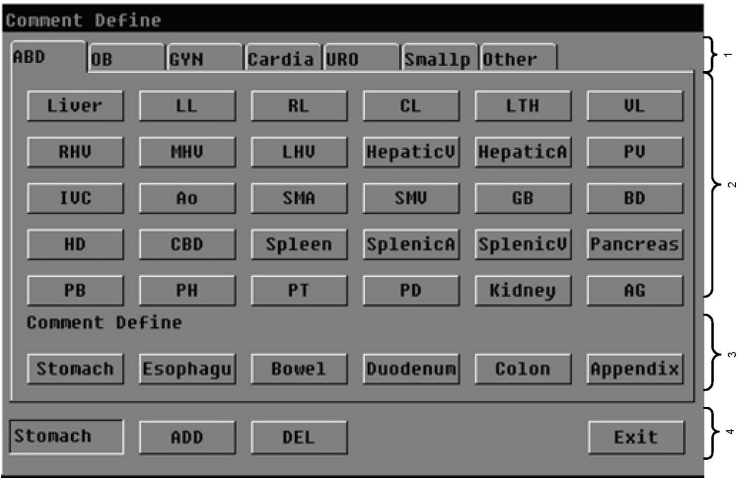 Comment Define
ABD OB GYN Cardia URO Smallp Other
Liver LL RL CL LTH VL
RHV MHV LHV HepaticV HepaticA PV
IVC Ao SMA SMV GB BD
HD CBD Spleen SplenicA SplenicV Pancreas
PB PH PT PD Kidney AG
Comment Define
Stomach Esophagu Bowel Duodenum Colon Appendix
Stomach ADD DEL Exit
1
2
3
4